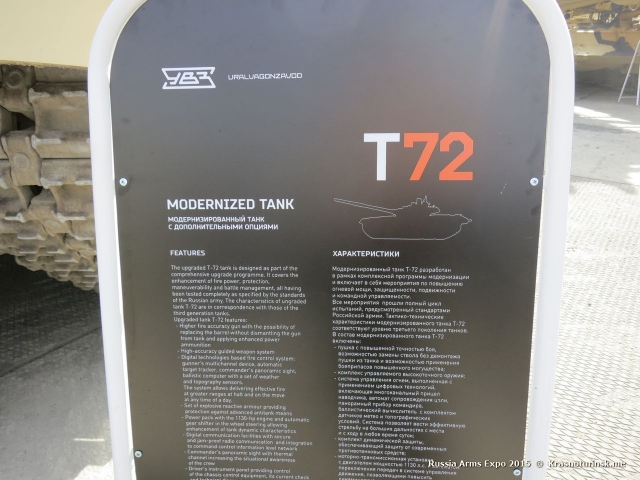 УВЗ
URALVAGONZAVOD
T72
MODERNIZED TANK
МОДЕРНИЗИРОВАННЫЙ ТАНК
С ДОПОЛНИТЕЛЬНЫМИ ОПЦИЯМИ
FEATURES
The upgraded T-72 tank is designed as part of the
comprehensive upgrade programme. It covers the
enhancement of fire power, protection,
maneuverability and battle management, all having
been tested completely as specified by the standards
of the Russian army. The characteristics of ungraded
tank T-72 are in correspondence with those of the
third generation tanks.
Upgraded tank T-72 features:
- Higher fire accuracy gun with the possibility of
replacing the barrel without dismantling the gun
from tank and applying enhanced power
ammunition
- High-accuracy guided weapon system
- Digital technologies based fire control system:
gunner's multichannel device, automatic
target tracker, commander's panoramic sight,
ballistic computer with a set of weather
and topography sensors.
The system allows delivering effective fire
at greater ranges at halt and on the move
at any time of a day.
- Set of explosive reactive armour providing
protection against advanced antitank means
- Power pack with the 1130-hp engine and automatic
gear shifter in the wheel steering allowing
enhancement of tank dynamic characteristics
- Digital communication facilities with secure
and jam-proof radio communication and integration
to command control information level network
- Commander's panoramic sight with thermal
channel increasing the situational awareness
of the crew
- Driver's instrument panel providing control
of the chassis control equipment, its current check
ХАРАКТЕРИСТИКИ
Модернизированный танк Т-72 разработан
в рамках комплексной программы модернизации
и включает в себя мероприятия по повышению
огневой мощи, защищенности, подвижности
и командной управляемости.
Все мероприятия прошли полный цикл
испытаний, предусмотренный стандартами
Российской армии. Тактико-технические
характеристики модернизированного танка Т-72
соответствуют уровню третьего поколения танков.
В состав модернизированного танка Т-72
включены:
- пушка с повышенной точностью боя,
возможностью замены ствола без демонтажа
пушки из танка и возможностью применения
боеприпасов повышенного могущества;
- комплекс управляемого высокоточного оружия;
- система управления огнем, выполненная с
применением цифровых технологий,
включающая многоканальный прицел
наводчика, автомат сопровождения цели,
панорамный прибор командира,
баллистический вычислитель с комплектом
датчиков метео и топографических
условий. Система позволяет вести эффективную
стрельбу на больших дальностях с места
и с хода в любое время суток;
- комплект динамической защиты,
обеспечивающий защиту от современных
противотанковых средств;
- моторно-трансмиссионная установка
с двигателем мощностью 1130 л.с.
переключения передач в системе управления
движением, позволяющими повысить
Russia Arms Expo 2015 @ Krasnoturinsk.me